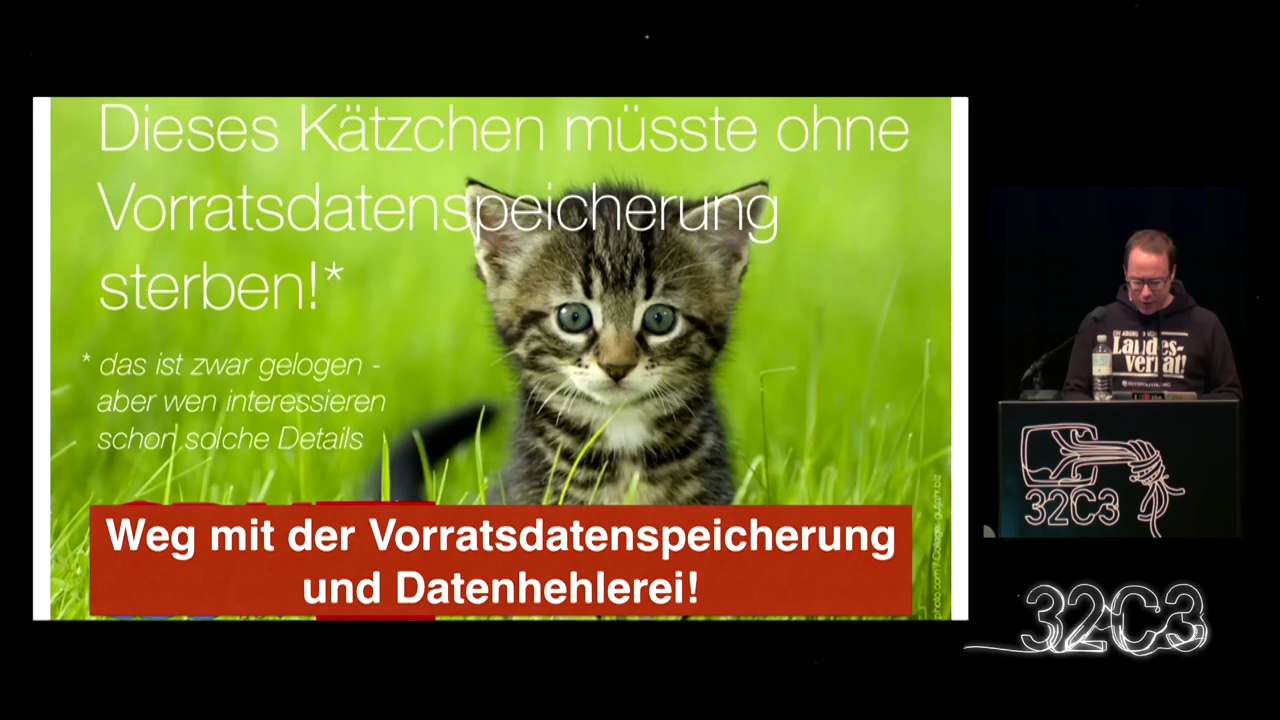 Dieses Kätzchen müsste ohne
Vorratsdatenspeicherung
sterben!*
* das ist zwar gelogen -
aber wen interessieren
schon solche Details
Weg mit der Vorratsdatenspeicherung
und Datenhehlerei!
Landes-
verrat!
32C3
32C3